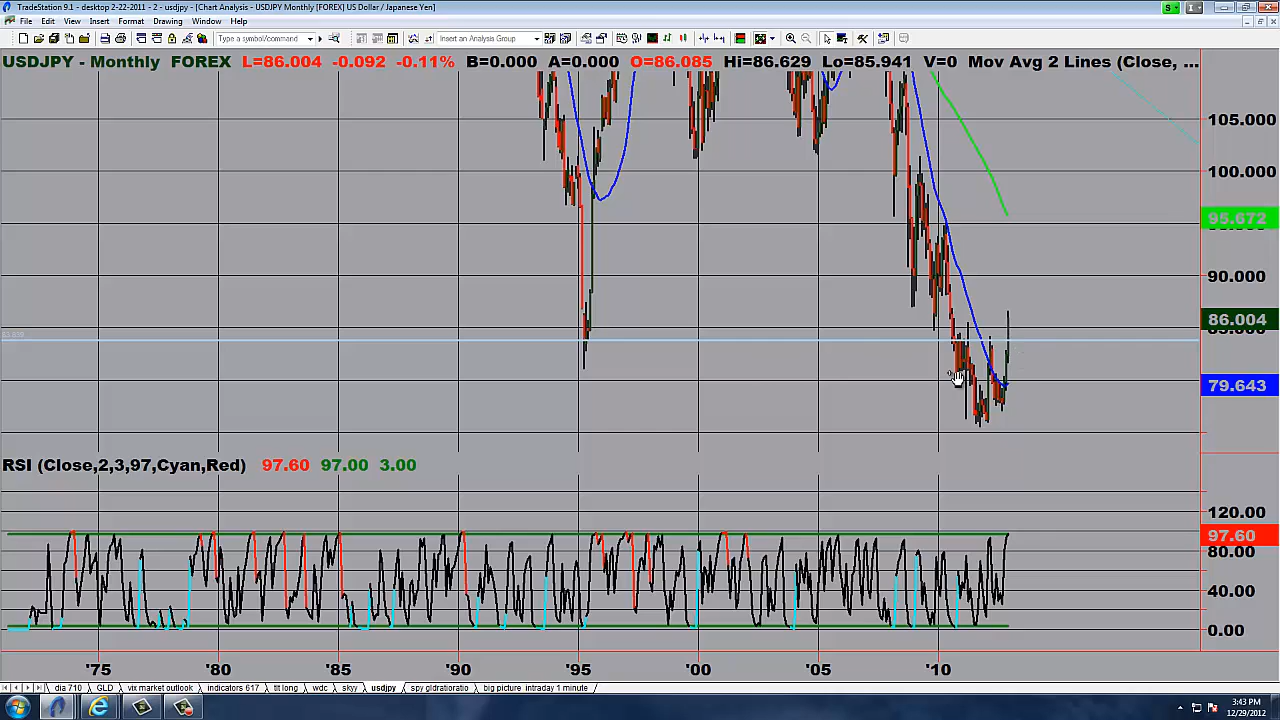 TradeStation 9.1 - desktop 2-22-2011 - 2 - usdjpy - [Chart Analysis - USDJPY Monthly [FOREX] US Dollar / Japanese Yen]
File Edit View Insert Format Drawing Window Help
Type a symbol/command Insert an Analysis Group
USDJPY - Monthly FOREX L=86.004 -0.092 -0.11% B=0.000 A=0.000 O=86.085 Hi=86.629 Lo=85.941 V=0 Mov Avg 2 Lines (Close, ...
105.000
100.000
95.672
90.000
86.004
79.643
RSI (Close,2,3,97,Cyan,Red) 97.60 97.00 3.00
120.00
97.60
80.00
40.00
0.00
'75 '80 '85 '90 '95 '00 '05 '10
dia 710 GLD vix market outlook indicators 617 tlt long wdc skyy usdjpy spy gldratioratio big picture intraday 1 minute
3:43 PM
12/29/2012